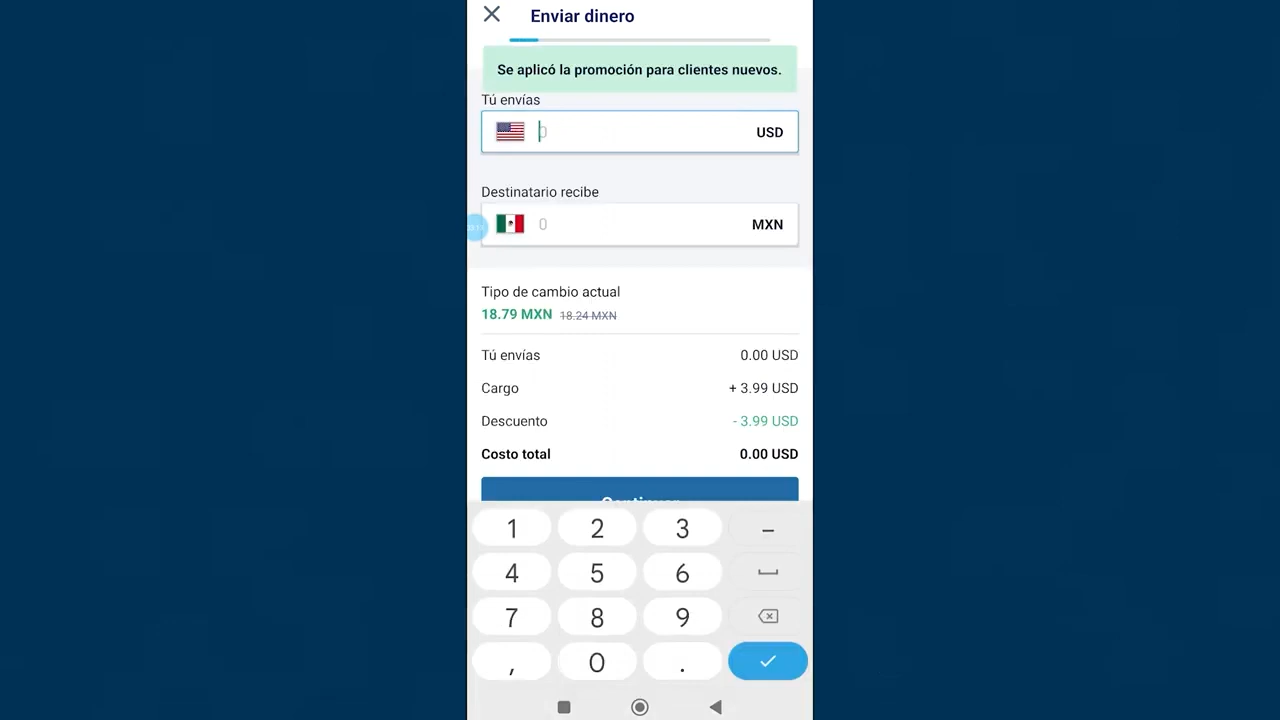 Enviar dinero
Se aplicó la promoción para clientes nuevos.
Tú envías
0 USD
Destinatario recibe
0 MXN
Tipo de cambio actual
18.79 MXN 18.24 MXN
Tú envías 0.00 USD
Cargo + 3.99 USD
Descuento - 3.99 USD
Costo total 0.00 USD
Continuar
1 2 3 –
4 5 6
7 8 9
, 0 .